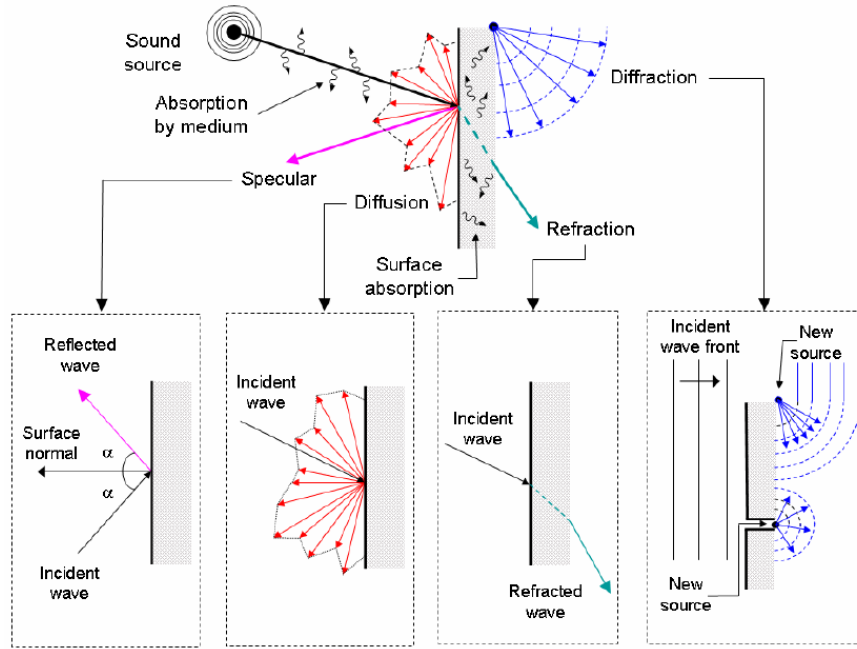 Sound
source
Absorption
by medium
Diffraction
Specular
Diffusion
Refraction
Surface
absorption
Reflected
wave
Surface
normal
α
α
Incident
wave
Incident
wave
Incident
wave
Refracted
wave
Incident
wave front
New
source
New
source